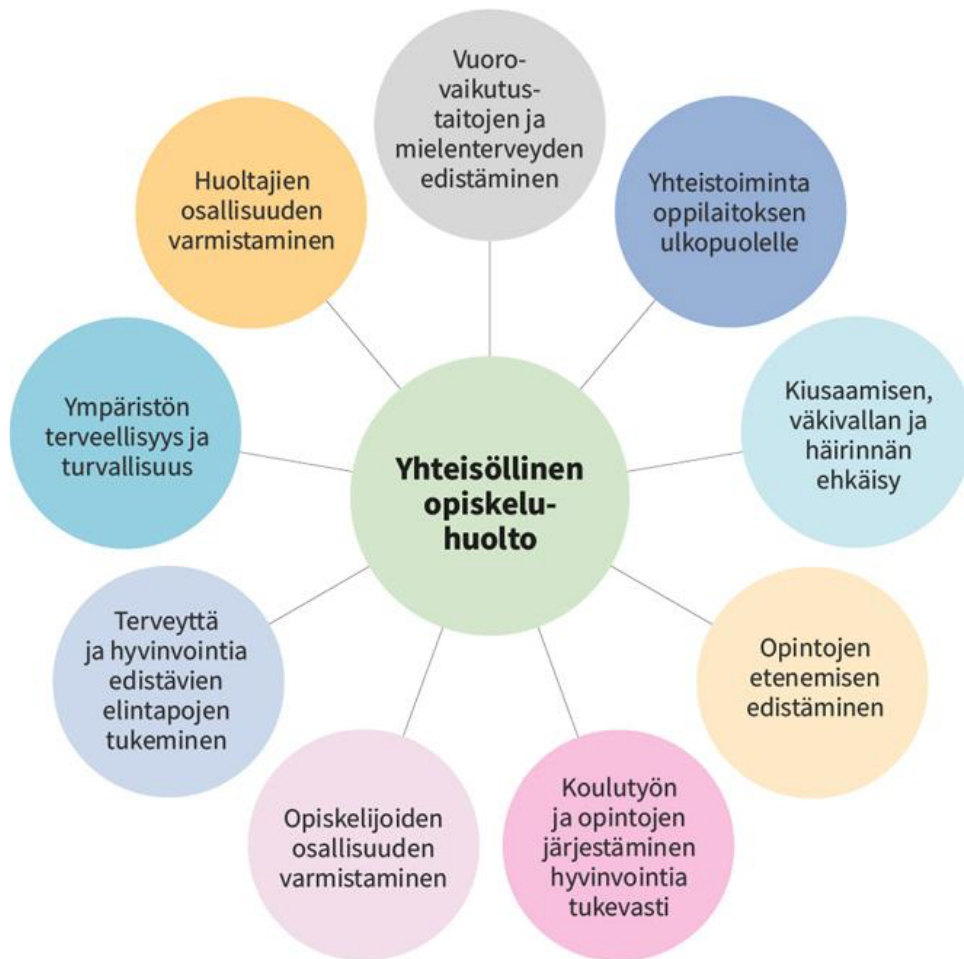 Vuoro-
vaikutus-
taitojen ja
mielenterveyden
edistäminen
Yhteistoiminta
oppilaitoksen
ulkopuolelle
Kiusaamisen,
väkivallan ja
häirinnän
ehkäisy
Opintojen
etenemisen
edistäminen
Koulutyön
ja opintojen
järjestäminen
hyvinvointia
tukevasti
Opiskelijoiden
osallisuuden
varmistaminen
Terveyttä
ja hyvinvointia
edistävien
elintapojen
tukeminen
Ympäristön
terveellisyys ja
turvallisuus
Huoltajien
osallisuuden
varmistaminen
Yhteisöllinen
opiskelu-
huolto